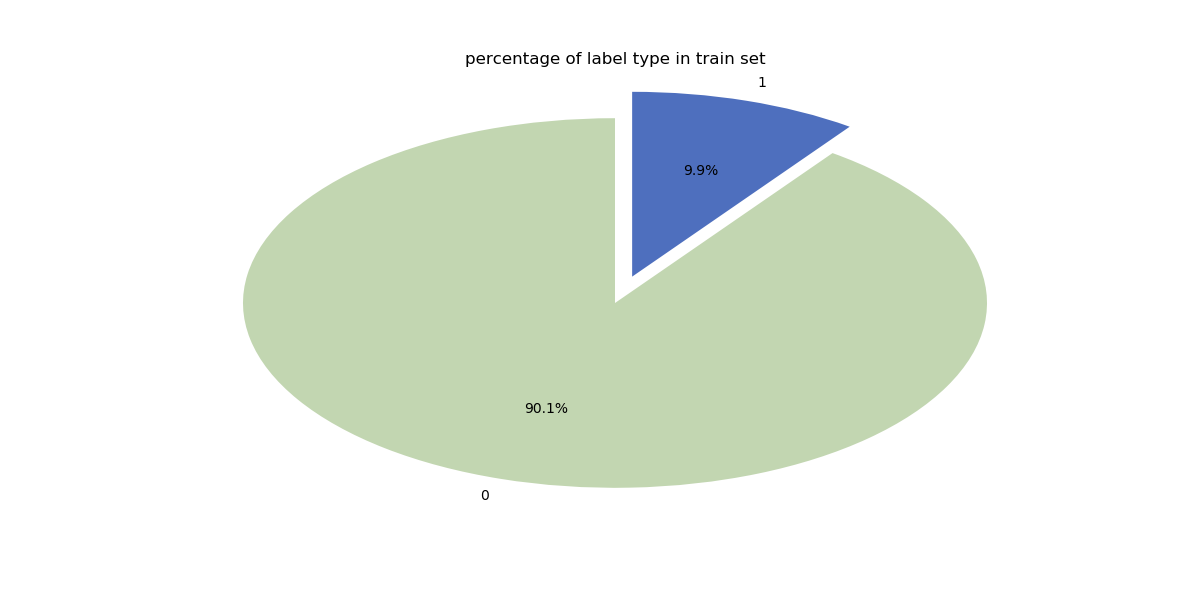 percentage of label type in train set
1
9.9%
90.1%
0